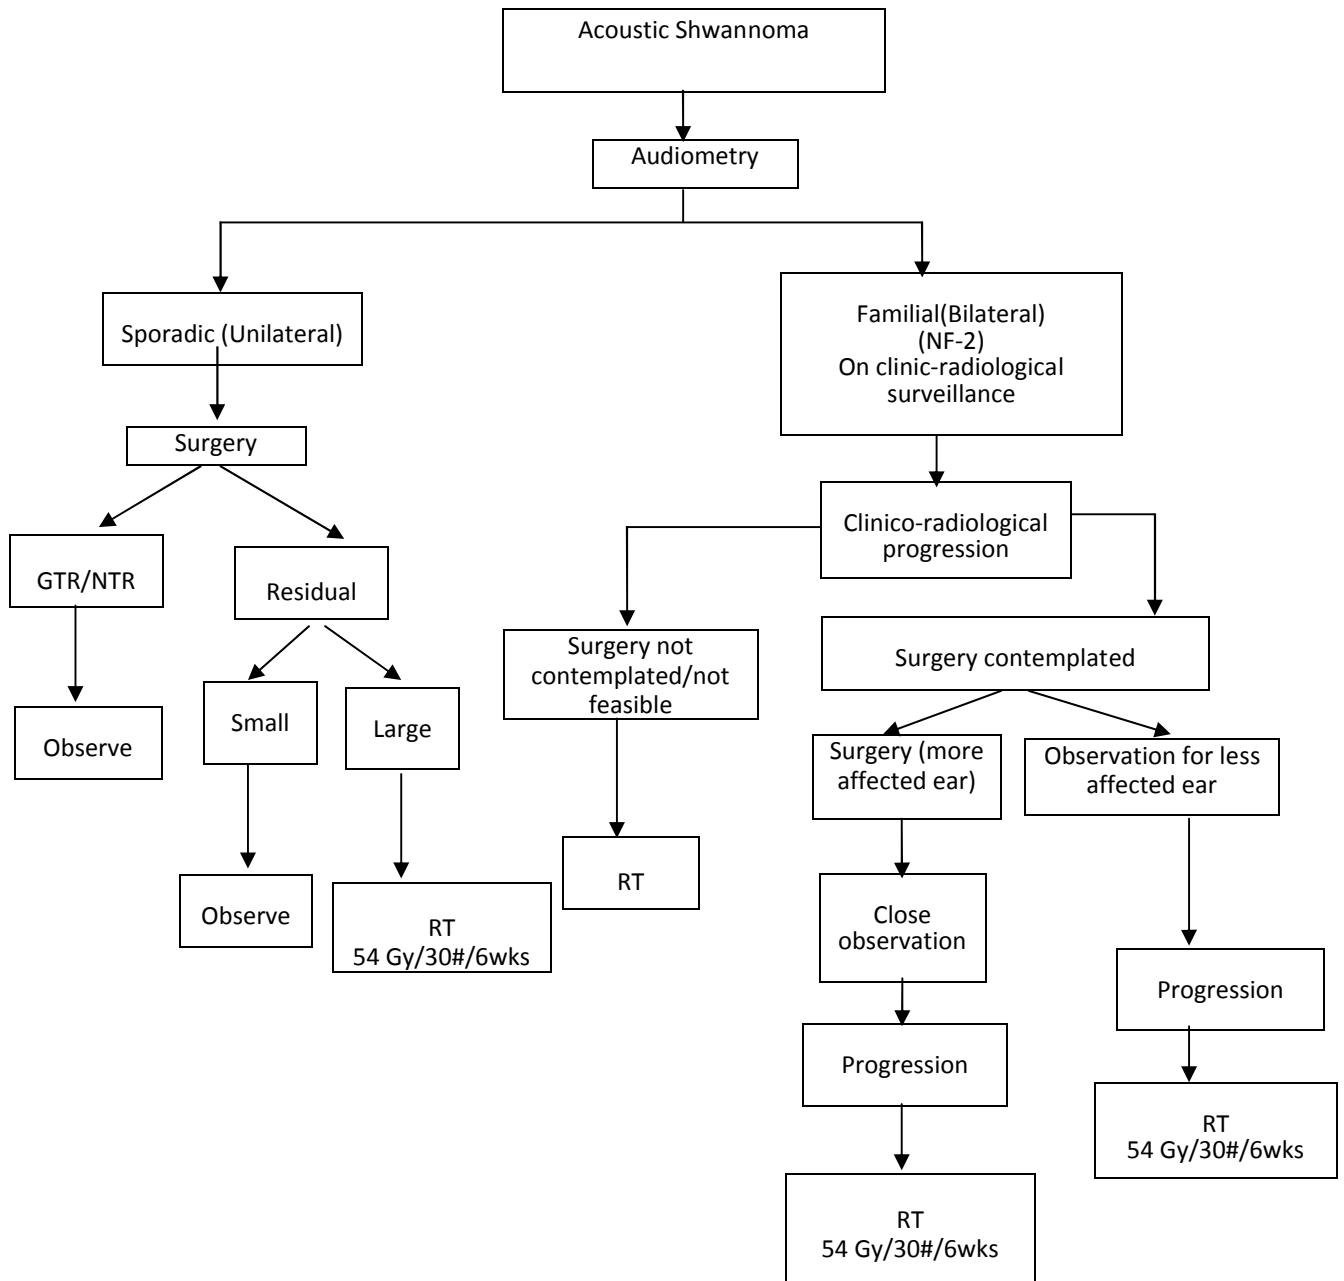 Acoustic Shwannoma
Audiometry
Sporadic (Unilateral)
Familial(Bilateral)
(NF-2)
On clinic-radiological
surveillance
Surgery
Clinico-radiological
progression
GTR/NTR
Residual
Surgery not
contemplated/not
feasible
Surgery contemplated
Observe
Small
Large
Surgery (more
affected ear)
Observation for less
affected ear
Observe
RT
54 Gy/30#/6wks
RT
Close
observation
Progression
Progression
RT
54 Gy/30#/6wks
RT
54 Gy/30#/6wks